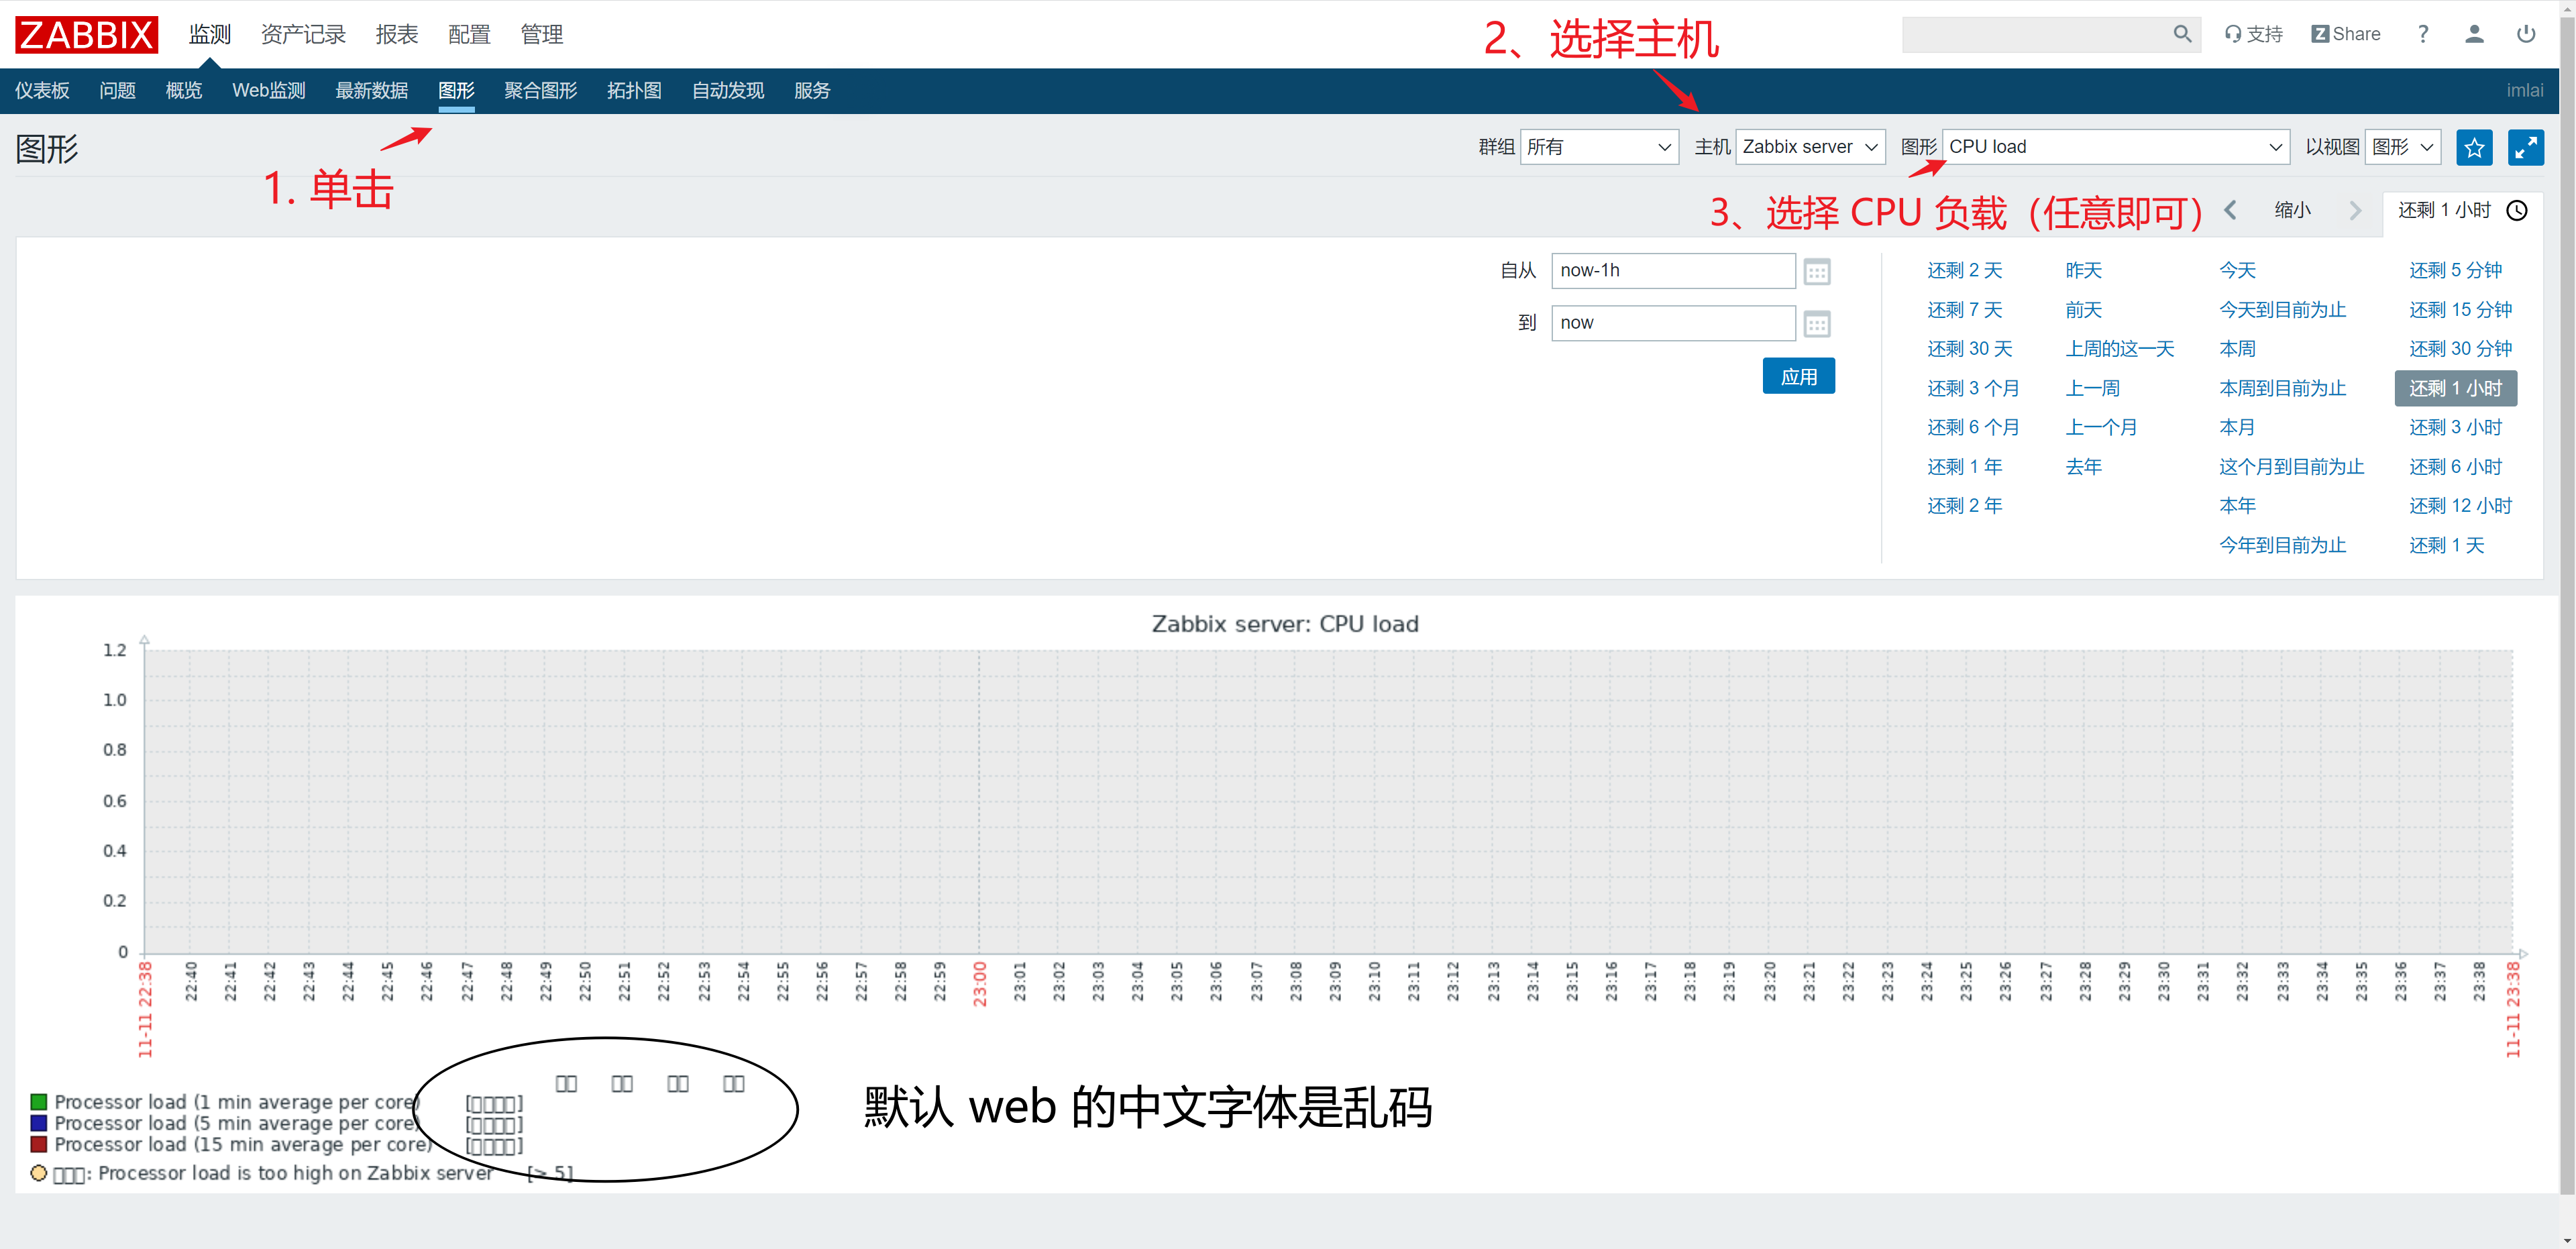 ZABBIX 监测 资产记录 报表 配置 管理 2、选择主机 支持 Z Share ?
仪表板 问题 概览 Web监测 最新数据 图形 聚合图形 拓扑图 自动发现 服务 imlai
图形 群组 所有 主机 Zabbix server 图形 CPU load 以视图 图形
1. 单击
3、选择 CPU 负载（任意即可） 缩小 还剩 1 小时
自从 now-1h 还剩 2 天 昨天 今天 还剩 5 分钟
还剩 7 天 前天 今天到目前为止 还剩 15 分钟
到 now
还剩 30 天 上周的这一天 本周 还剩 30 分钟
应用 还剩 3 个月 上一周 本周到目前为止 还剩 1 小时
还剩 6 个月 上一个月 本月 还剩 3 小时
还剩 1 年 去年 这个月到目前为止 还剩 6 小时
还剩 2 年 本年 还剩 12 小时
今年到目前为止 还剩 1 天
Zabbix server: CPU load
1.2
1.0
0.8
0.6
0.4
0.2
0
11-11 22:38 22:40 22:41 22:42 22:43 22:44 22:45 22:46 22:47 22:48 22:49 22:50 22:51 22:52 22:53 22:54 22:55 22:56 22:57 22:58 22:59 23:00 23:01 23:02 23:03 23:04 23:05 23:06 23:07 23:08 23:09 23:10 23:11 23:12 23:13 23:14 23:15 23:16 23:17 23:18 23:19 23:20 23:21 23:22 23:23 23:24 23:25 23:26 23:27 23:28 23:29 23:30 23:31 23:32 23:33 23:34 23:35 23:36 23:37 23:38 11-11 23:38
□□ □□ □□ □□
Processor load (1 min average per core) [□□□□]
Processor load (5 min average per core) [□□□□]
Processor load (15 min average per core) [□□□□]
□□□: Processor load is too high on Zabbix server [> 5]
默认 web 的中文字体是乱码